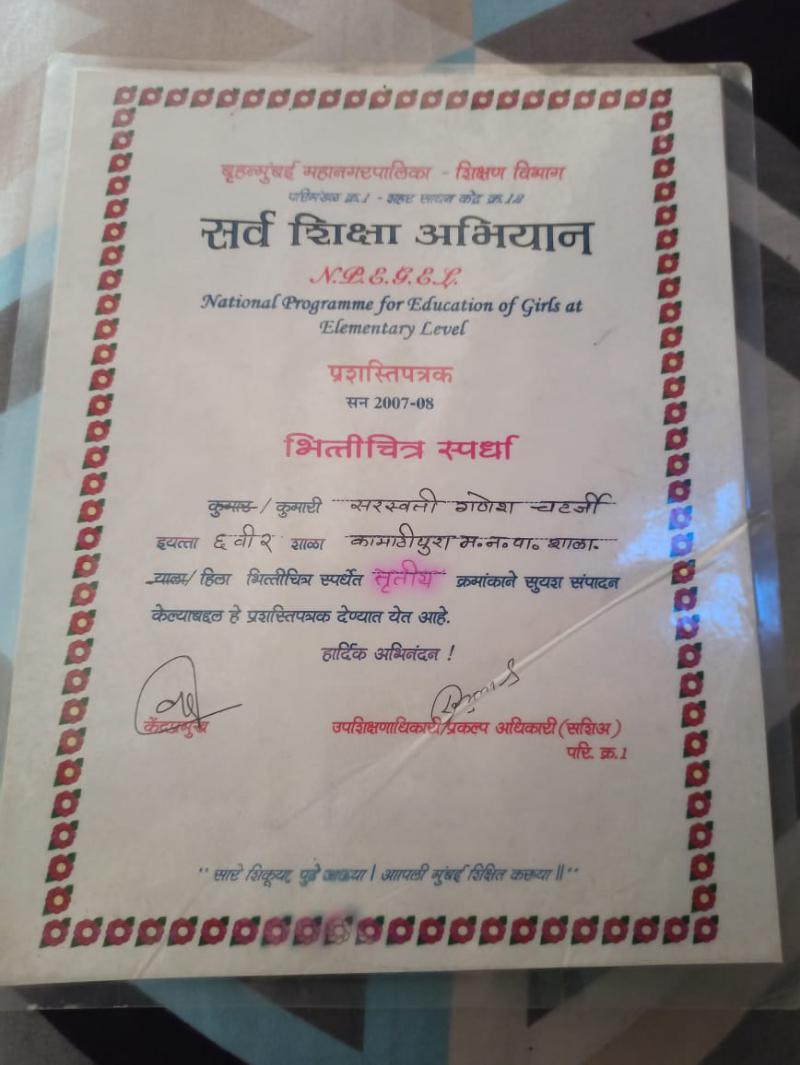 बृहन्मुंबई महानगरपालिका - शिक्षण विभाग
परिमंडळ क्र.1 - शहर साधन केंद्र क्र.1ब
सर्व शिक्षा अभियान
N.P.E.G.E.L.
National Programme for Education of Girls at
Elementary Level
प्रशस्तिपत्रक
सन 2007-08
भित्तीचित्र स्पर्धा
कुमार / कुमारी सरस्वती गणेश चटर्जी
इयत्ता ६ वी २ शाळा कामाठीपुरा म.न.पा. शाळा.
याला/ हिला भित्तीचित्र स्पर्धेत तृतीय क्रमांकाने सुयश संपादन
केल्याबद्दल हे प्रशस्तिपत्रक देण्यात येत आहे.
हार्दिक अभिनंदन !
केंद्रप्रमुख
उपशिक्षणाधिकारी/प्रकल्प अधिकारी (सशिअ)
परि. क्र.1
"सारे शिकूया, पुढे जाऊया | आपली मुंबई शिक्षित करूया ||"